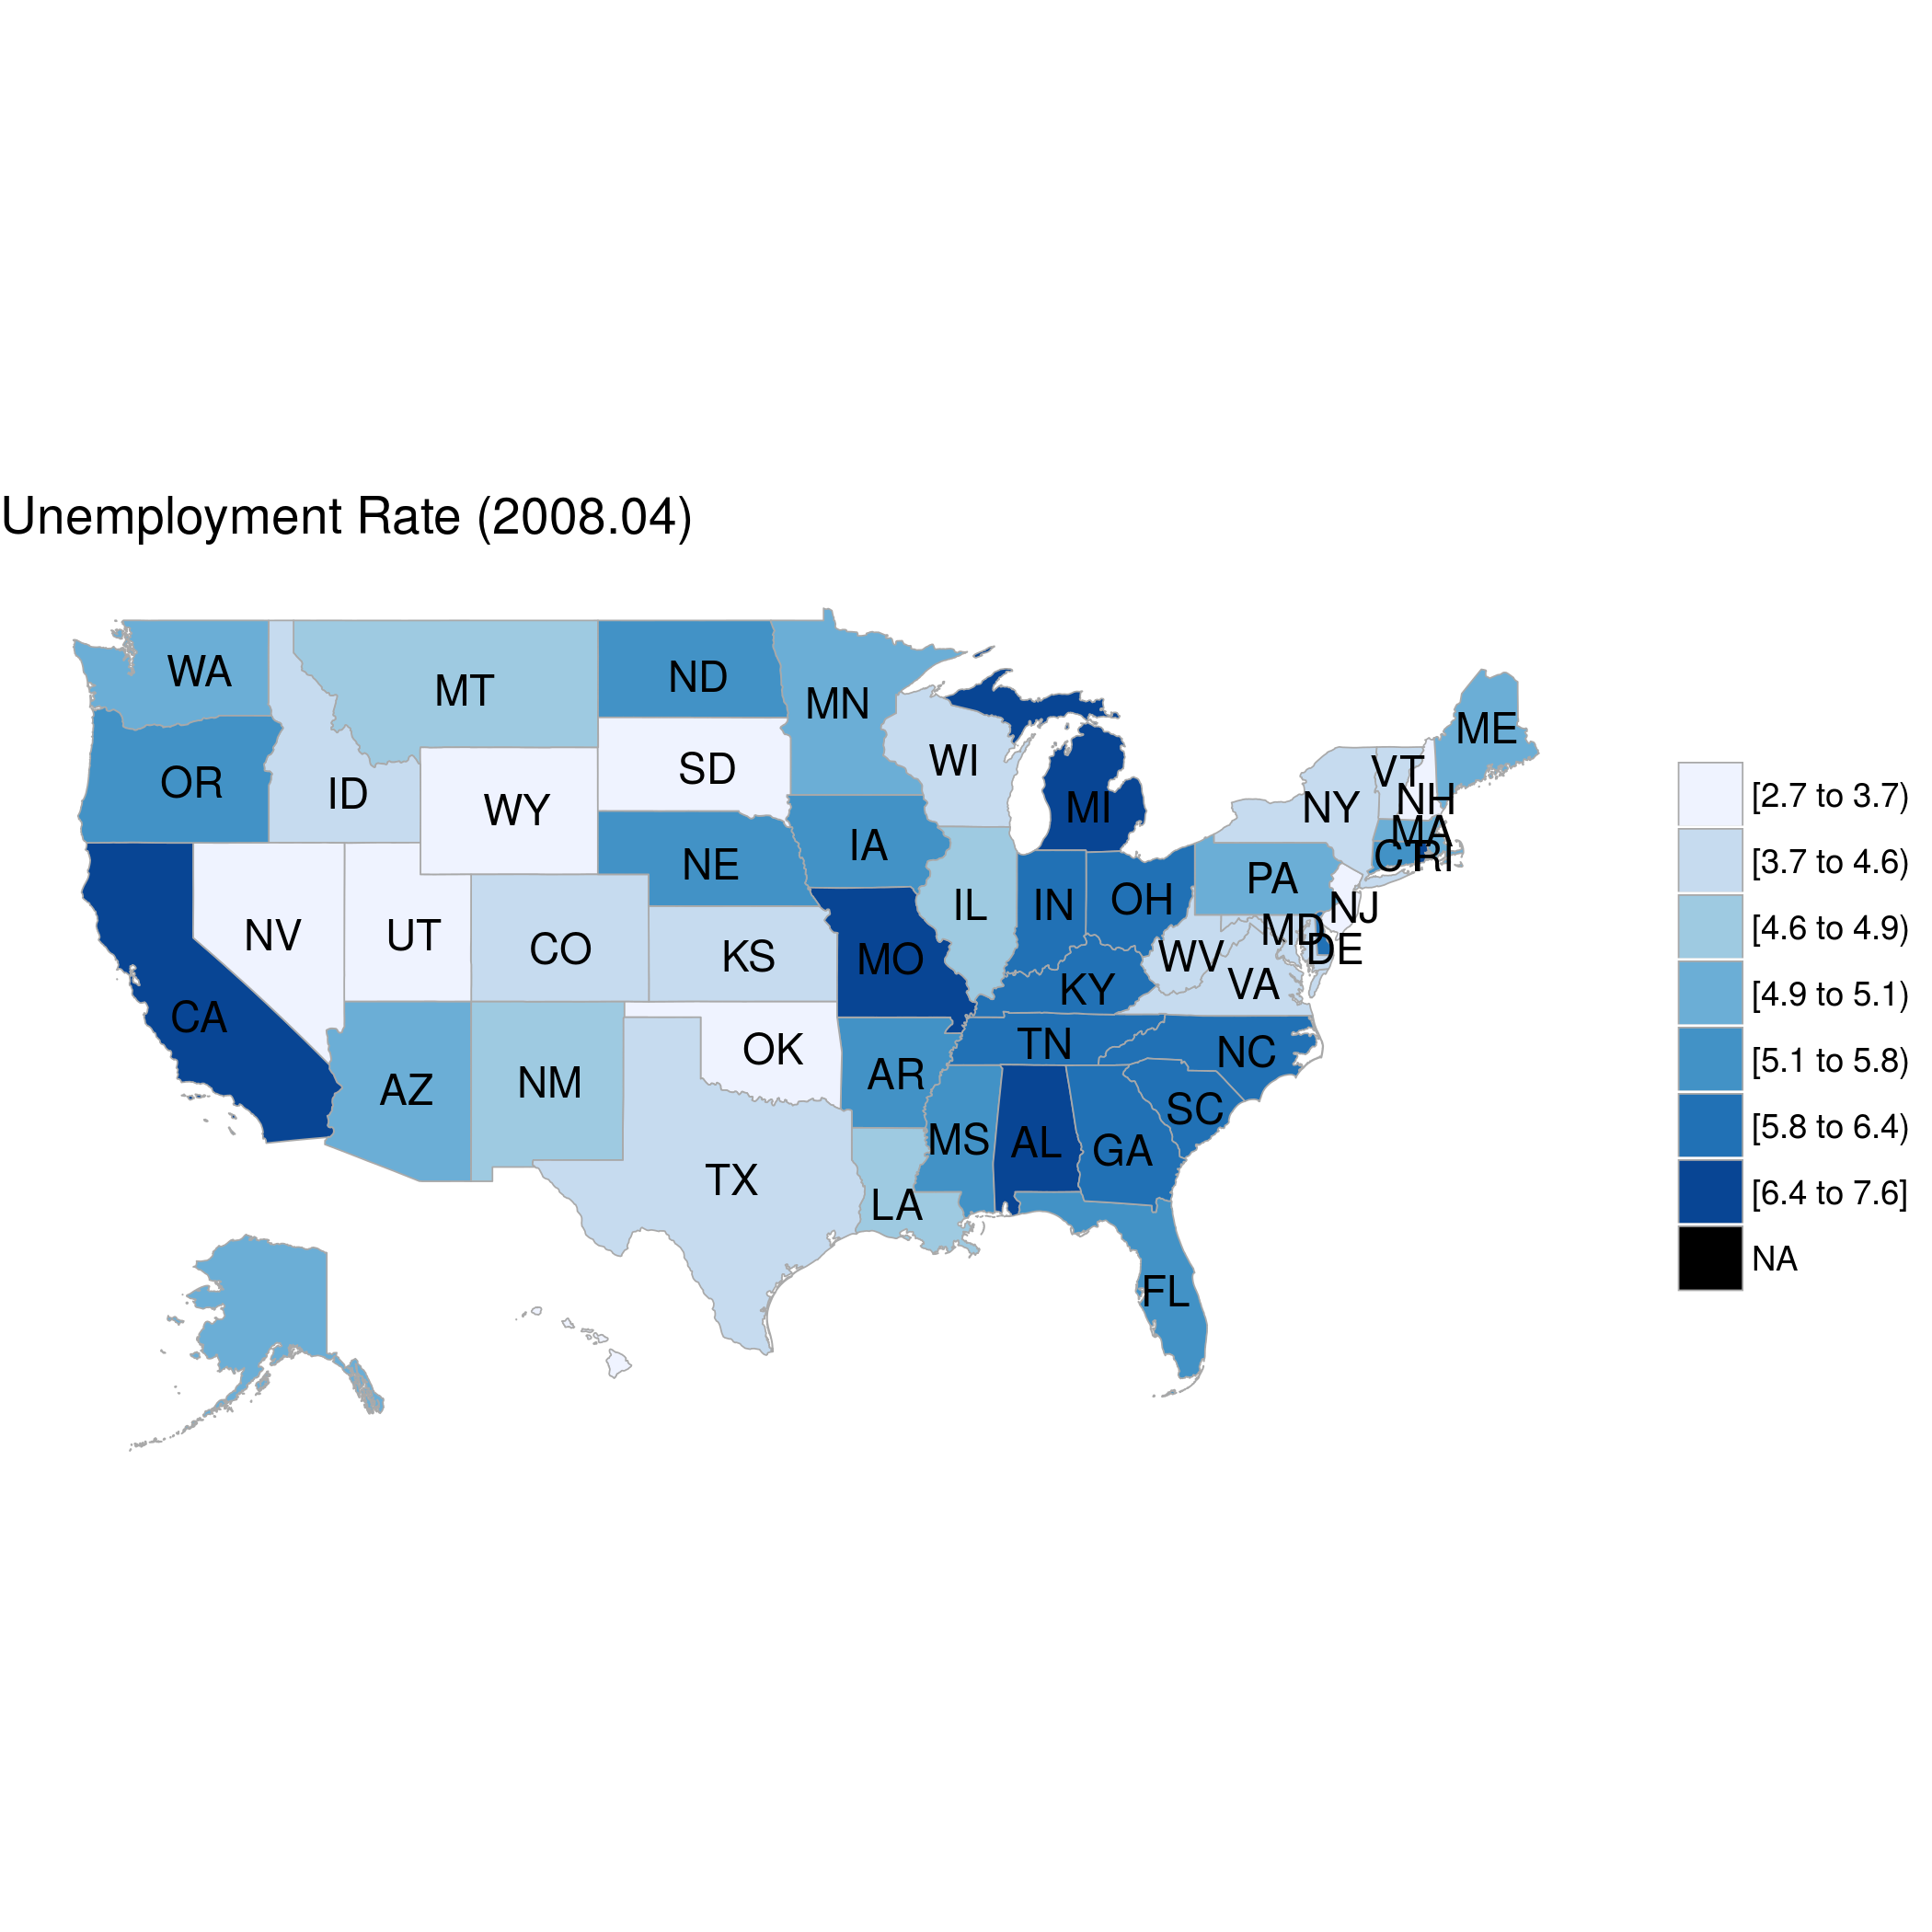 Unemployment Rate (2008.04)
WA
MT
ND
MN
ME
OR
ID
WY
SD
WI
MI
NY
VT
NH
MA
CT
RI
NV
UT
CO
NE
IA
IL
IN
OH
PA
NJ
MD
DE
CA
KS
MO
KY
WV
VA
AZ
NM
OK
AR
TN
NC
SC
TX
LA
MS
AL
GA
FL
[2.7 to 3.7)
[3.7 to 4.6)
[4.6 to 4.9)
[4.9 to 5.1)
[5.1 to 5.8)
[5.8 to 6.4)
[6.4 to 7.6]
NA